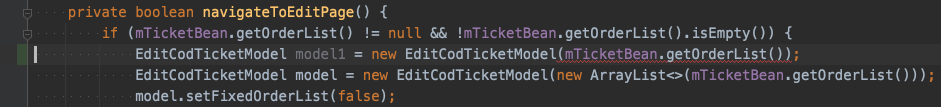 private boolean navigateToEditPage() {
if (mTicketBean.getOrderList() != null && !mTicketBean.getOrderList().isEmpty()) {
EditCodTicketModel model1 = new EditCodTicketModel(mTicketBean.getOrderList());
EditCodTicketModel model = new EditCodTicketModel(new ArrayList<>(mTicketBean.getOrderList()));
model.setFixedOrderList(false);